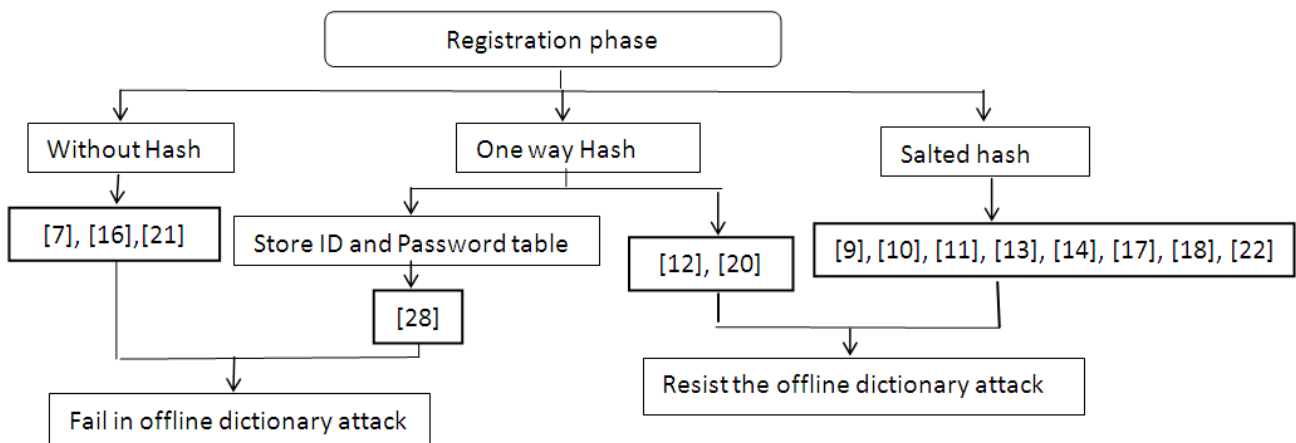 Registration phase
Without Hash
One way Hash
Salted hash
[7], [16],[21]
Store ID and Password table
[12], [20]
[9], [10], [11], [13], [14], [17], [18], [22]
[28]
Resist the offline dictionary attack
Fail in offline dictionary attack